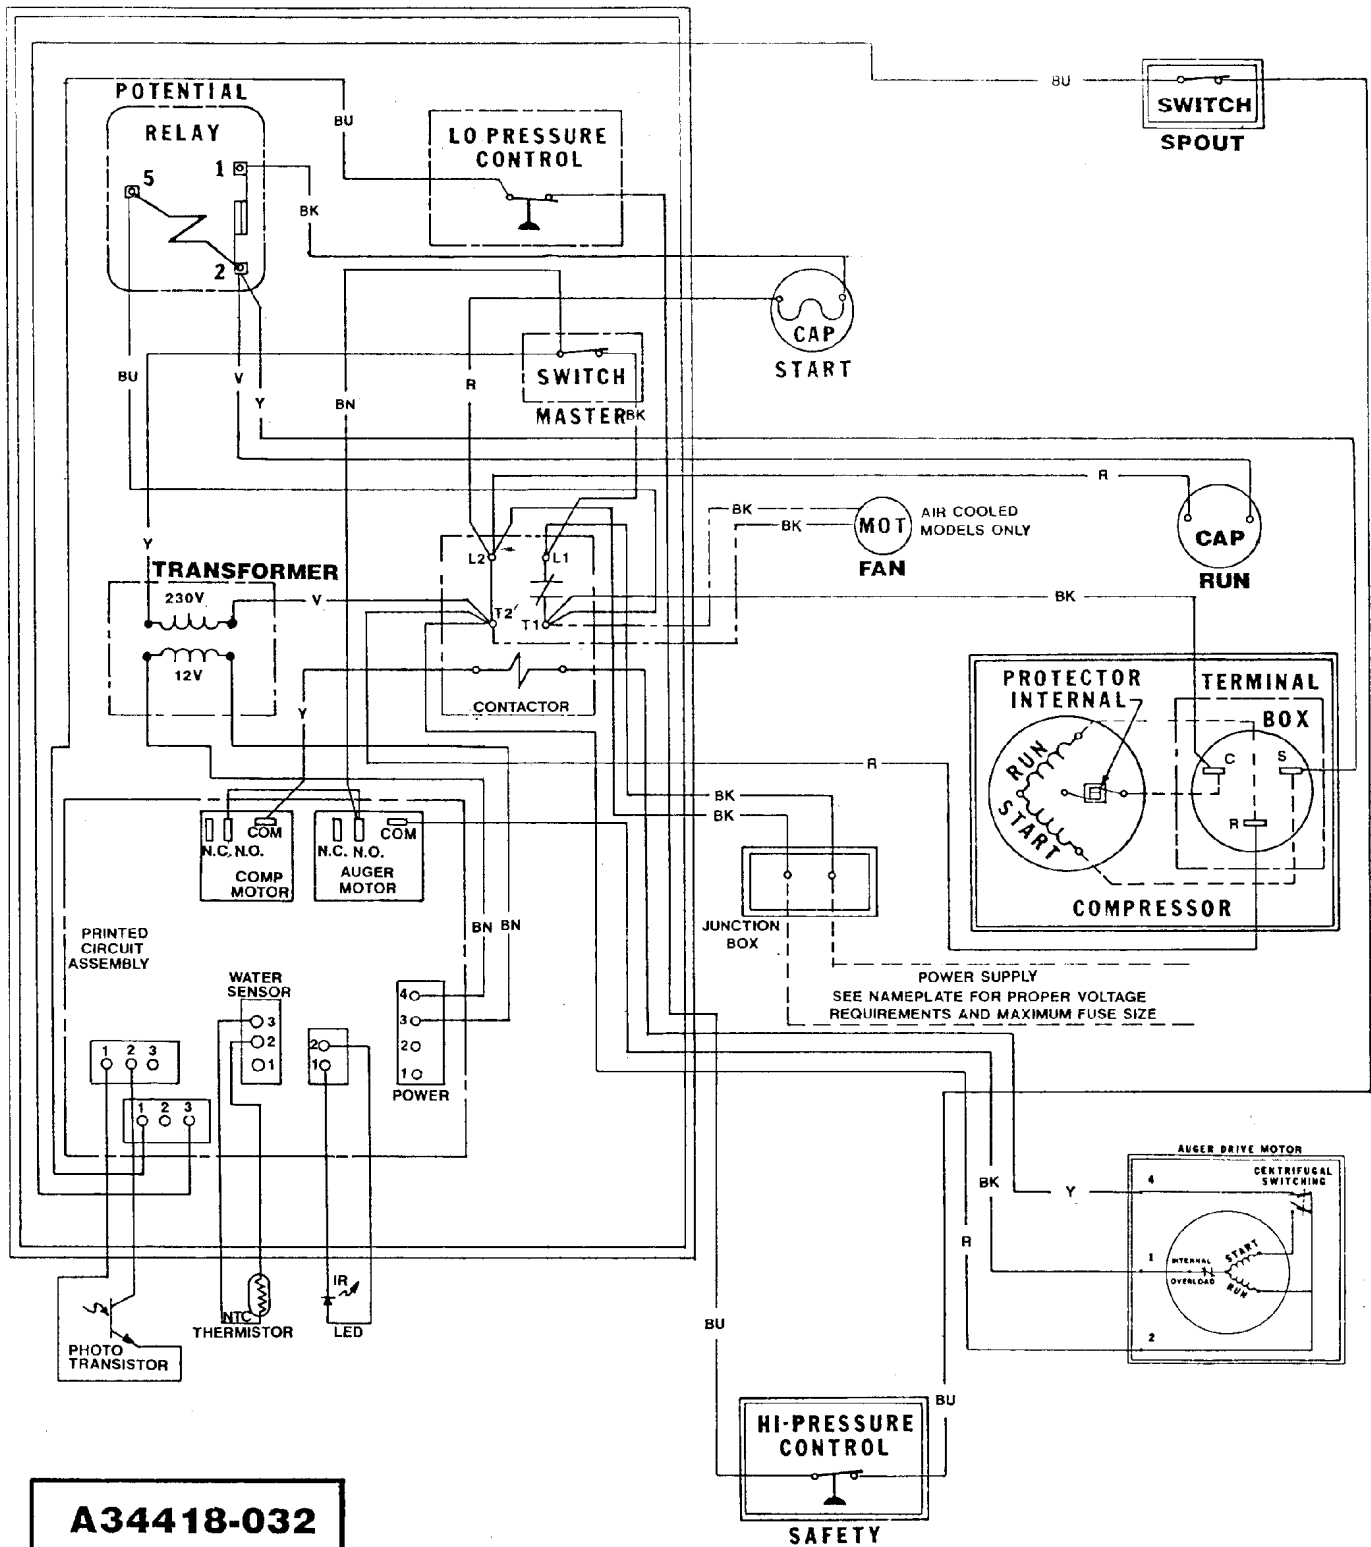 POTENTIAL
RELAY
5
1
2
BU
BK
LO PRESSURE
CONTROL
BU
SWITCH
SPOUT
CAP
START
SWITCH
MASTER
BK
BU
V
Y
BN
R
R
BK
BK
MOT
FAN
AIR COOLED
MODELS ONLY
CAP
RUN
Y
TRANSFORMER
230V
12V
V
L2
L1
T2
T1
CONTACTOR
Y
BK
PROTECTOR
INTERNAL
TERMINAL
BOX
RUN
START
C
S
R
COMPRESSOR
R
BK
BK
JUNCTION
BOX
POWER SUPPLY
SEE NAMEPLATE FOR PROPER VOLTAGE
REQUIREMENTS AND MAXIMUM FUSE SIZE
COM
N.C. N.O.
COMP
MOTOR
COM
N.C. N.O.
AUGER
MOTOR
BN BN
PRINTED
CIRCUIT
ASSEMBLY
WATER
SENSOR
3
2
1
2
1
4
3
2
1
POWER
1 2 3
1 2 3
PHOTO
TRANSISTOR
NTC
THERMISTOR
IR
LED
BK
Y
R
AUGER DRIVE MOTOR
CENTRIFUGAL
SWITCHING
4
1
2
INTERNAL
OVERLOAD
START
RUN
BU
BU
HI-PRESSURE
CONTROL
SAFETY
A34418-032